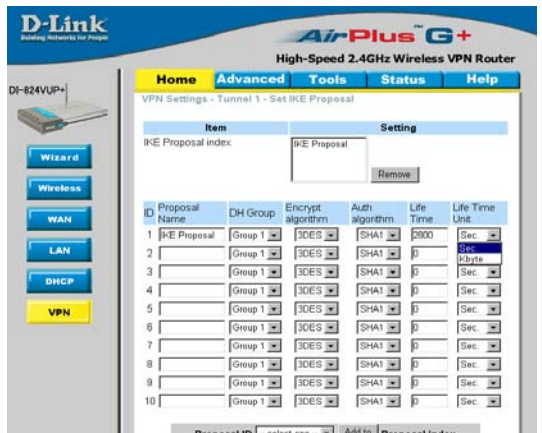 D-Link
Building Networks for People
AirPlus G+
™
High-Speed 2.4GHz Wireless VPN Router
DI-824VUP+
Home Advanced Tools Status Help
VPN Settings - Tunnel 1 - Set IKE Proposal
Item Setting
IKE Proposal index IKE Proposal
Remove
Wizard
Wireless
WAN
LAN
DHCP
VPN
ID Proposal Name DH Group Encrypt algorithm Auth algorithm Life Time Life Time Unit
1 IKE Proposal Group 1 3DES SHA1 2800 Sec.
Sec.
Kbyte
2 Group 1 3DES SHA1 0
3 Group 1 3DES SHA1 0 Sec.
4 Group 1 3DES SHA1 0 Sec.
5 Group 1 3DES SHA1 0 Sec.
6 Group 1 3DES SHA1 0 Sec.
7 Group 1 3DES SHA1 0 Sec.
8 Group 1 3DES SHA1 0 Sec.
9 Group 1 3DES SHA1 0 Sec.
10 Group 1 3DES SHA1 0 Sec.
Proposal ID -- select one -- Add to Proposal index